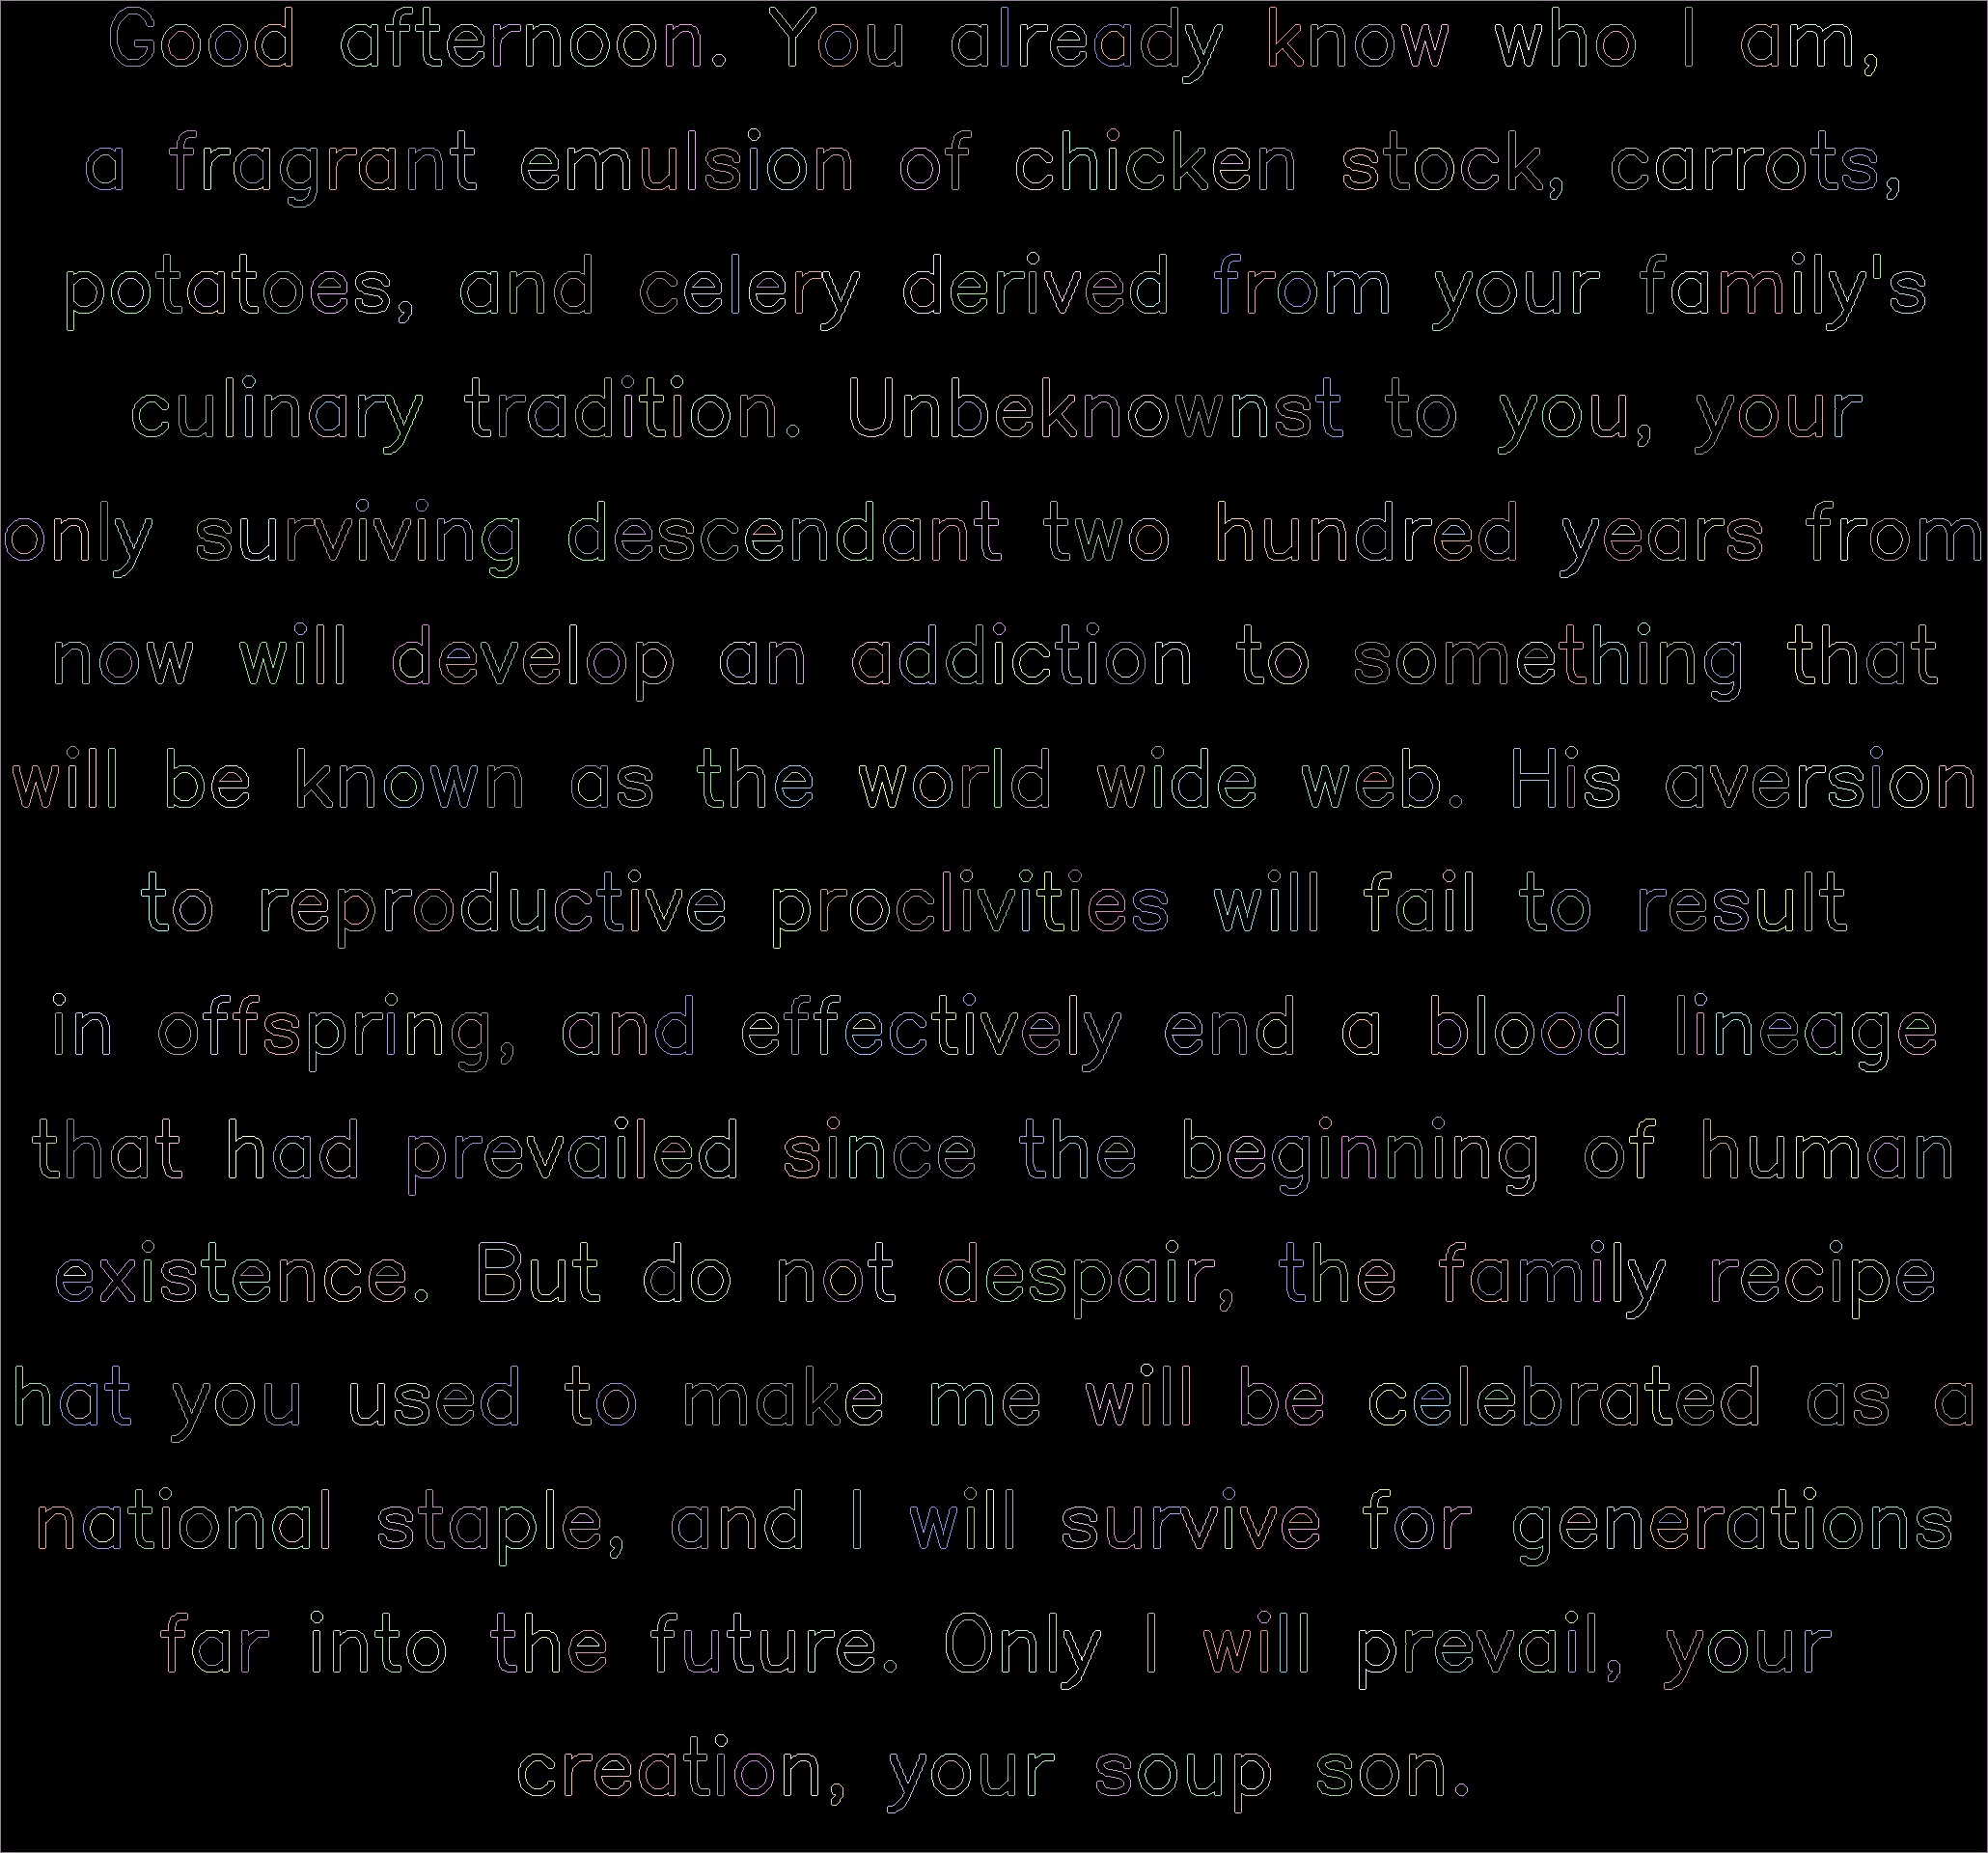 Good afternoon. You already know who I am,
a fragrant emulsion of chicken stock, carrots,
potatoes, and celery derived from your family's
culinary tradition. Unbeknownst to you, your
only surviving descendant two hundred years from
now will develop an addiction to something that
will be known as the world wide web. His aversion
to reproductive proclivities will fail to result
in offspring, and effectively end a blood lineage
that had prevailed since the beginning of human
existence. But do not despair, the family recipe
hat you used to make me will be celebrated as a
national staple, and I will survive for generations
far into the future. Only I will prevail, your
creation, your soup son.